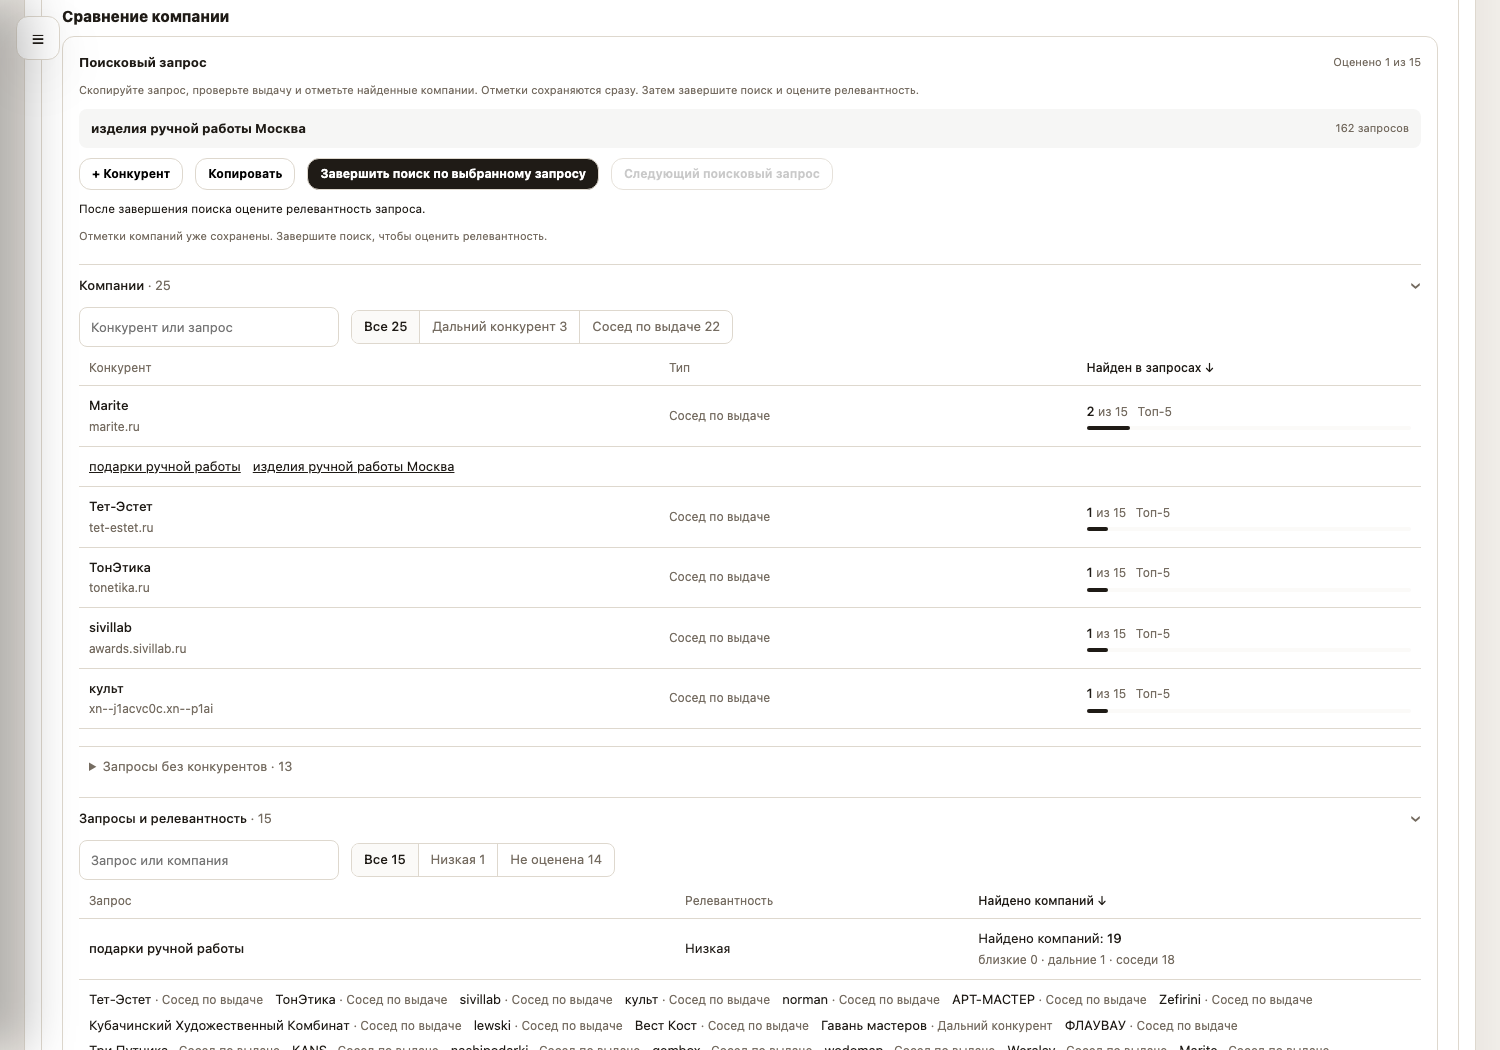 Сравнение компании
Поисковый запрос
Оценено 1 из 15
Скопируйте запрос, проверьте выдачу и отметьте найденные компании. Отметки сохраняются сразу. Затем завершите поиск и оцените релевантность.
изделия ручной работы Москва
162 запросов
+ Конкурент Копировать Завершить поиск по выбранному запросу Следующий поисковый запрос
После завершения поиска оцените релевантность запроса.
Отметки компаний уже сохранены. Завершите поиск, чтобы оценить релевантность.
Компании · 25
Конкурент или запрос Все 25 Дальний конкурент 3 Сосед по выдаче 22
Конкурент Тип Найден в запросах ↓
Marite
marite.ru
Сосед по выдаче
2 из 15 Топ-5
подарки ручной работы изделия ручной работы Москва
Тет-Эстет
tet-estet.ru
Сосед по выдаче
1 из 15 Топ-5
ТонЭтика
tonetika.ru
Сосед по выдаче
1 из 15 Топ-5
sivillab
awards.sivillab.ru
Сосед по выдаче
1 из 15 Топ-5
культ
xn--j1acvc0c.xn--p1ai
Сосед по выдаче
1 из 15 Топ-5
Запросы без конкурентов · 13
Запросы и релевантность · 15
Запрос или компания Все 15 Низкая 1 Не оценена 14
Запрос Релевантность Найдено компаний ↓
подарки ручной работы
Низкая
Найдено компаний: 19
близкие 0 · дальние 1 · соседи 18
Тет-Эстет · Сосед по выдаче ТонЭтика · Сосед по выдаче sivillab · Сосед по выдаче культ · Сосед по выдаче norman · Сосед по выдаче АРТ-МАСТЕР · Сосед по выдаче Zefirini · Сосед по выдаче
Кубачинский Художественный Комбинат · Сосед по выдаче lewski · Сосед по выдаче Вест Кост · Сосед по выдаче Гавань мастеров · Дальний конкурент ФЛАУВАУ · Сосед по выдаче